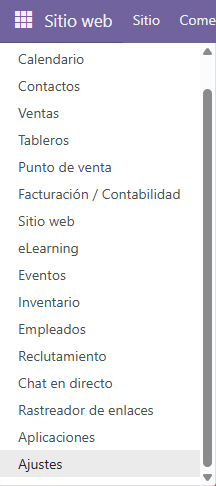 Sitio web Sitio Come
Calendario
Contactos
Ventas
Tableros
Punto de venta
Facturación / Contabilidad
Sitio web
eLearning
Eventos
Inventario
Empleados
Reclutamiento
Chat en directo
Rastreador de enlaces
Aplicaciones
Ajustes